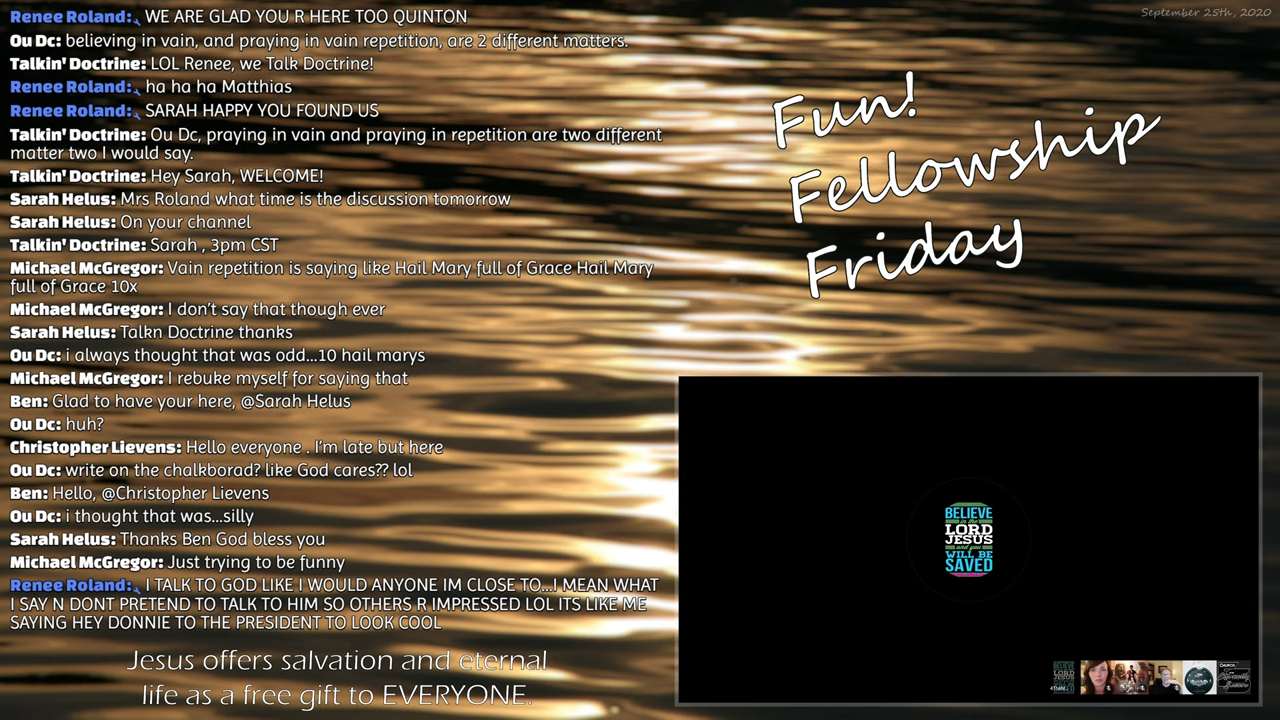 Renee Roland: WE ARE GLAD YOU R HERE TOO QUINTON
Ou Dc: believing in vain, and praying in vain repetition, are 2 different matters.
Talkin' Doctrine: LOL Renee, we Talk Doctrine!
Renee Roland: ha ha ha Matthias
Renee Roland: SARAH HAPPY YOU FOUND US
Talkin' Doctrine: Ou Dc, praying in vain and praying in repetition are two different
matter two I would say.
Talkin' Doctrine: Hey Sarah, WELCOME!
Sarah Helus: Mrs Roland what time is the discussion tomorrow
Sarah Helus: On your channel
Talkin' Doctrine: Sarah , 3pm CST
Michael McGregor: Vain repetition is saying like Hail Mary full of Grace Hail Mary
full of Grace 10x
Michael McGregor: I don't say that though ever
Sarah Helus: Talkn Doctrine thanks
Ou Dc: i always thought that was odd...10 hail marys
Michael McGregor: I rebuke myself for saying that
Ben: Glad to have your here, @Sarah Helus
Ou Dc: huh?
Christopher Lievens: Hello everyone . I'm late but here
Ou Dc: write on the chalkborad? like God cares?? lol
Ben: Hello, @Christopher Lievens
Ou Dc: i thought that was...silly
Sarah Helus: Thanks Ben God bless you
Michael McGregor: Just trying to be funny
Renee Roland: I TALK TO GOD LIKE I WOULD ANYONE IM CLOSE TO...I MEAN WHAT
I SAY N DONT PRETEND TO TALK TO HIM SO OTHERS R IMPRESSED LOL ITS LIKE ME
SAYING HEY DONNIE TO THE PRESIDENT TO LOOK COOL
Jesus offers salvation and eternal
life as a free gift to EVERYONE.
September 25th, 2020
Fun!
Fellowship
Friday
BELIEVE
in the
LORD
JESUS
and you
WILL BE
SAVED